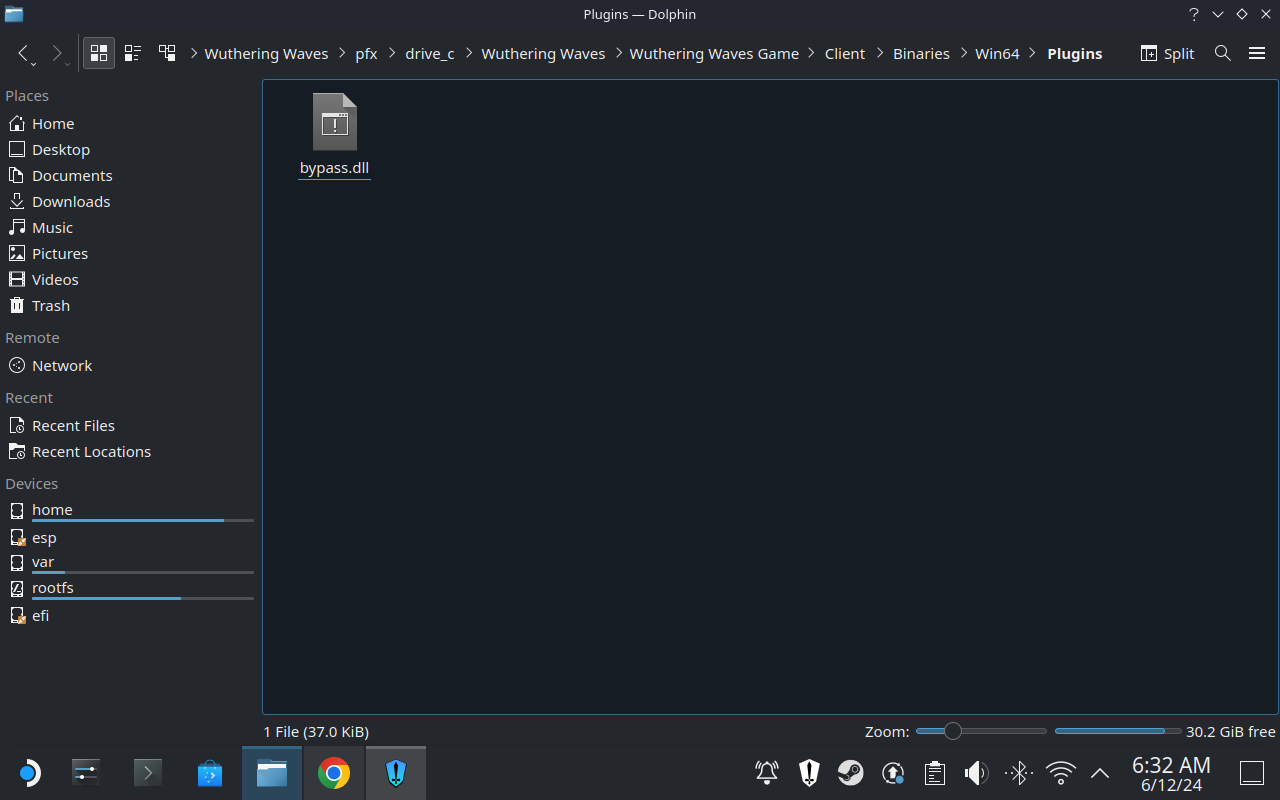 Plugins — Dolphin
Wuthering Waves > pfx > drive_c > Wuthering Waves > Wuthering Waves Game > Client > Binaries > Win64 > Plugins
Split
Places
Home
Desktop
Documents
Downloads
Music
Pictures
Videos
Trash
Remote
Network
Recent
Recent Files
Recent Locations
Devices
home
esp
var
rootfs
efi
bypass.dll
1 File (37.0 KiB)
Zoom:
30.2 GiB free
6:32 AM
6/12/24